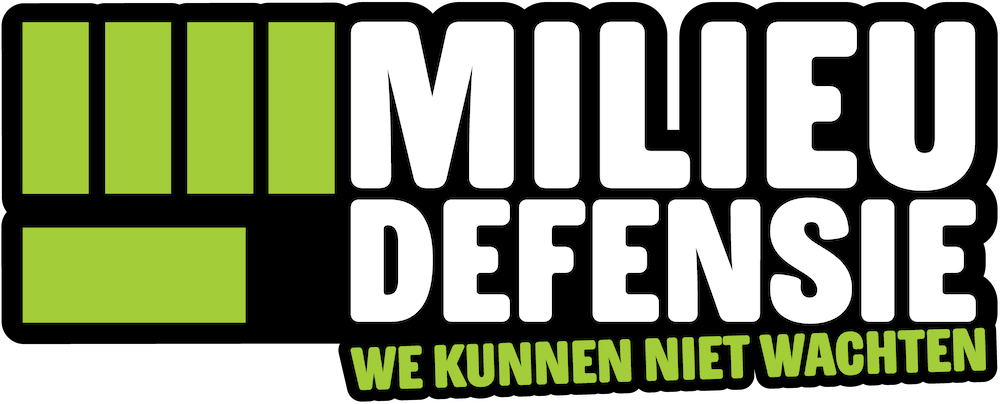 MILIEU
DEFENSIE
WE KUNNEN NIET WACHTEN